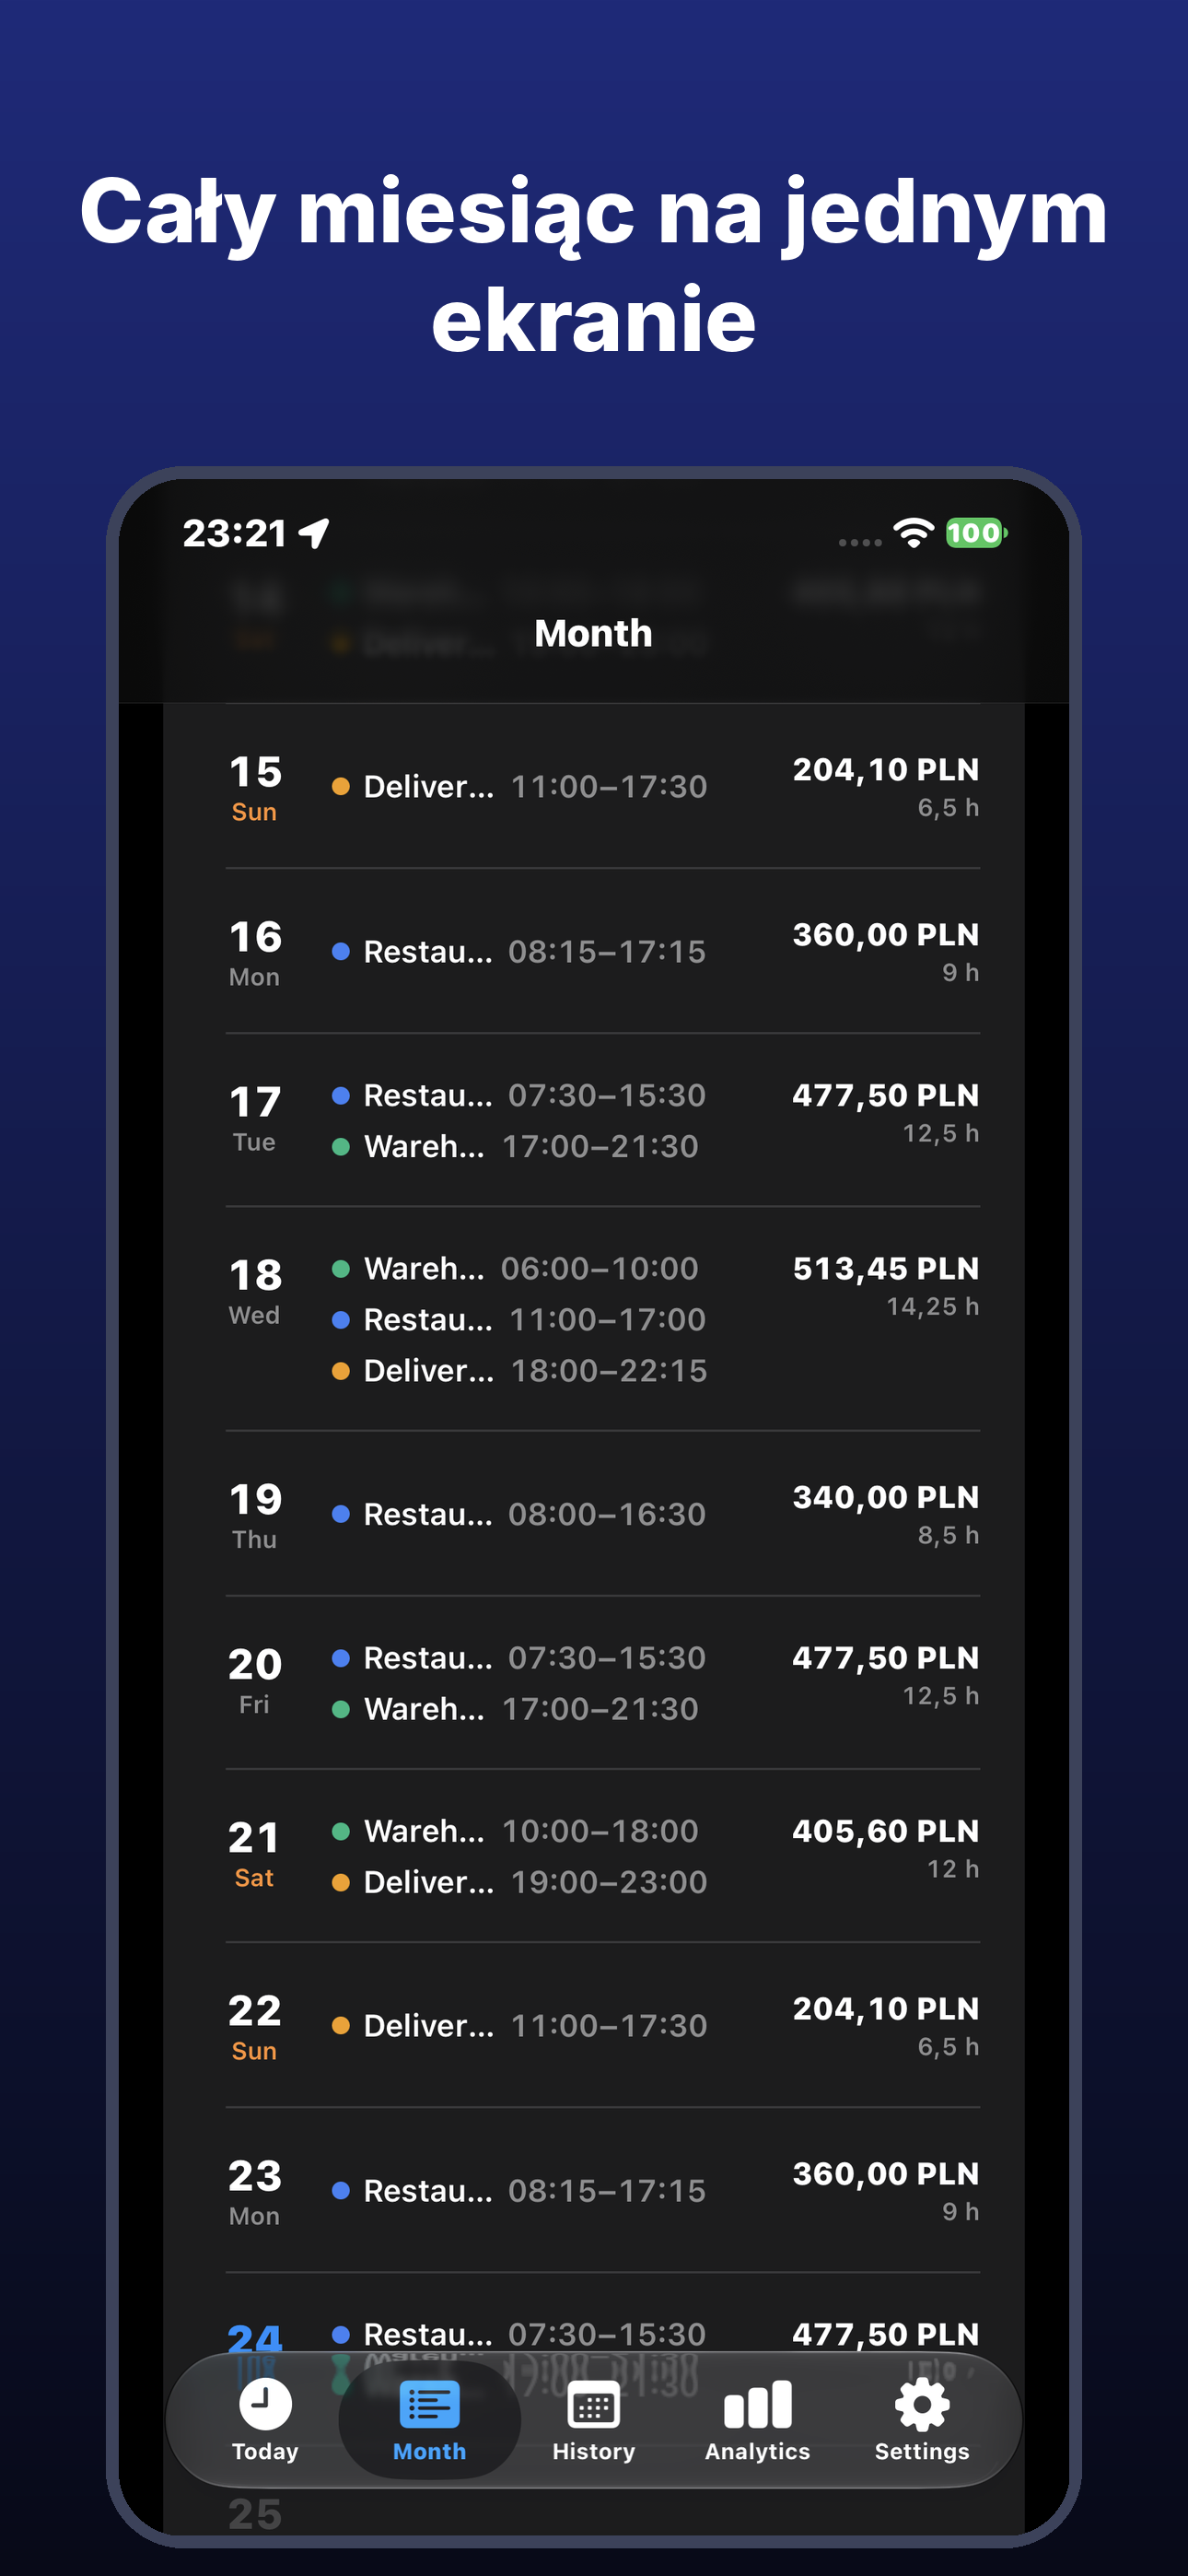 Cały miesiąc na jednym
ekranie
23:21
100
Month
15
Sun
Deliver... 11:00–17:30
204,10 PLN
6,5 h
16
Mon
Restau... 08:15–17:15
360,00 PLN
9 h
17
Tue
Restau... 07:30–15:30
Wareh... 17:00–21:30
477,50 PLN
12,5 h
18
Wed
Wareh... 06:00–10:00
Restau... 11:00–17:00
Deliver... 18:00–22:15
513,45 PLN
14,25 h
19
Thu
Restau... 08:00–16:30
340,00 PLN
8,5 h
20
Fri
Restau... 07:30–15:30
Wareh... 17:00–21:30
477,50 PLN
12,5 h
21
Sat
Wareh... 10:00–18:00
Deliver... 19:00–23:00
405,60 PLN
12 h
22
Sun
Deliver... 11:00–17:30
204,10 PLN
6,5 h
23
Mon
Restau... 08:15–17:15
360,00 PLN
9 h
24
Restau... 07:30–15:30
477,50 PLN
Today
Month
History
Analytics
Settings
25